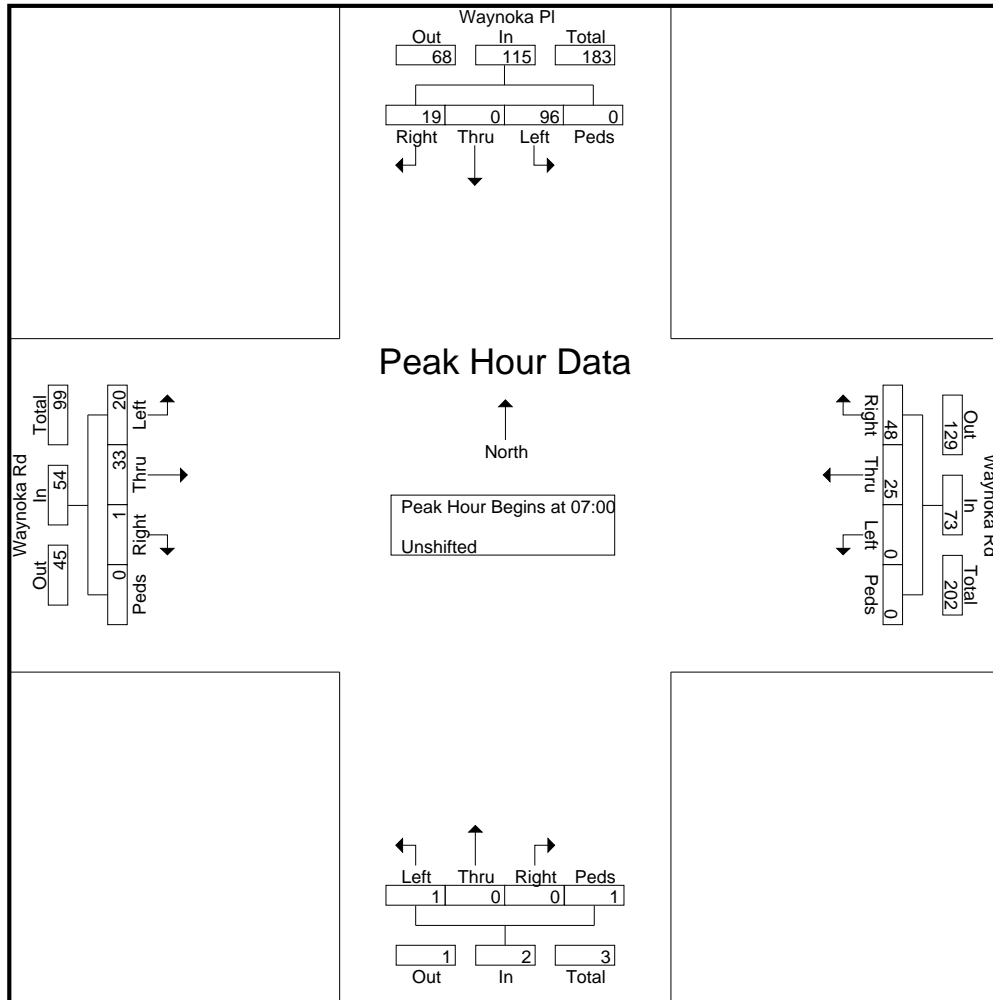 Waynoka Pl
Out In Total
68 115 183
19 0 96 0
Right Thru Left Peds
Peak Hour Data
North
Peak Hour Begins at 07:00
Unshifted
Waynoka Rd
Total In Out
99 54 45
20 33 1 0
Left Thru Right Peds
Waynoka Rd
Out In Total
129 73 202
48 25 0 0
Right Thru Left Peds
Left Thru Right Peds
1 0 0 1
1 2 3
Out In Total